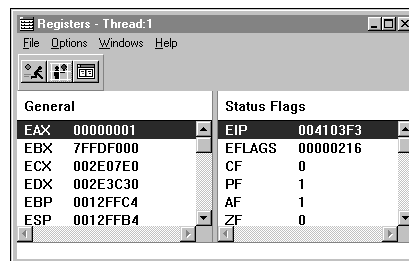 Registers - Thread:1
File Options Windows Help
General
EAX 00000001
EBX 7FFDF000
ECX 002E07E0
EDX 002E3C30
EBP 0012FFC4
ESP 0012FFB4
Status Flags
EIP 004103F3
EFLAGS 00000216
CF 0
PF 1
AF 1
ZF 0